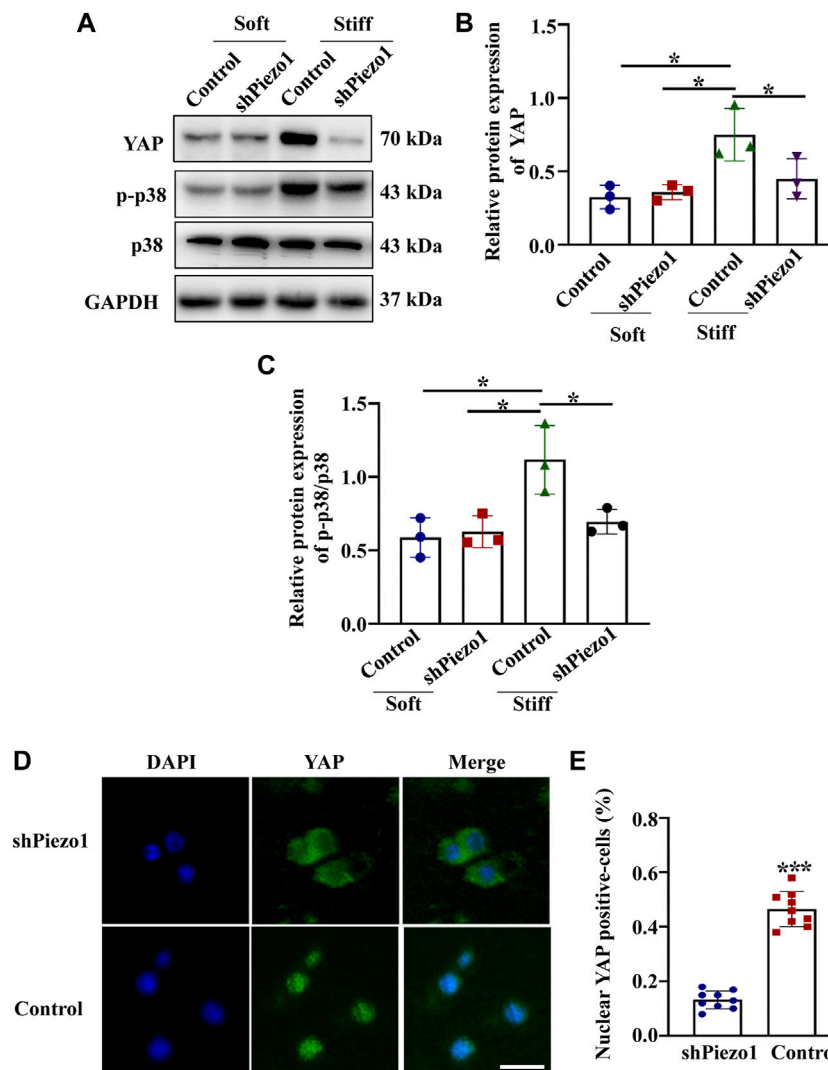 A
Soft
Stiff
Control
shPiezo1
Control
shPiezo1
YAP
70 kDa
p-p38
43 kDa
p38
43 kDa
GAPDH
37 kDa
B
Relative protein expression
of YAP
1.5
1.0
0.5
0.0
*
*
*
Control
shPiezo1
Control
shPiezo1
Soft
Stiff
C
Relative protein expression
of p-p38/p38
1.5
1.0
0.5
0.0
*
*
*
Control
shPiezo1
Control
shPiezo1
Soft
Stiff
D
DAPI
YAP
Merge
shPiezo1
Control
E
Nuclear YAP positive-cells (%)
0.8
0.6
0.4
0.2
0.0
***
shPiezo1
Contro